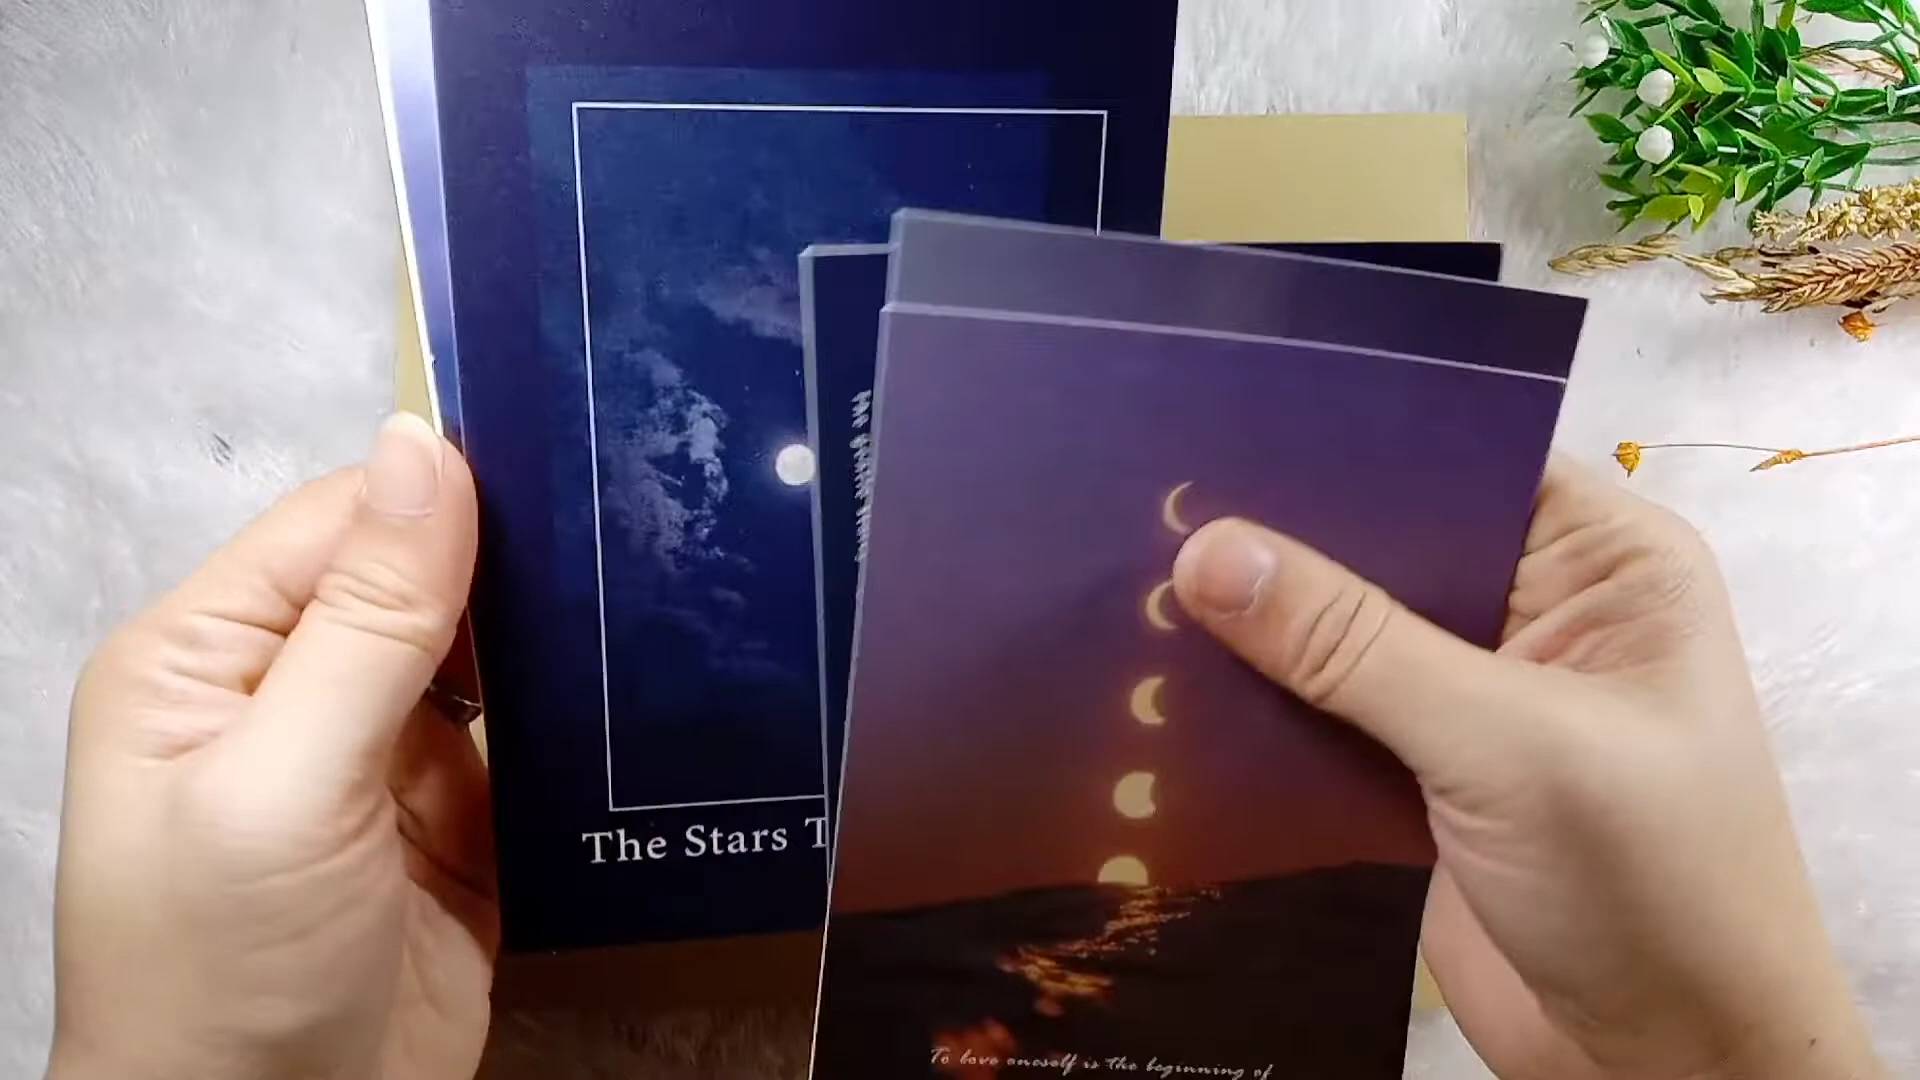 The Stars T
To love oneself is the beginning of